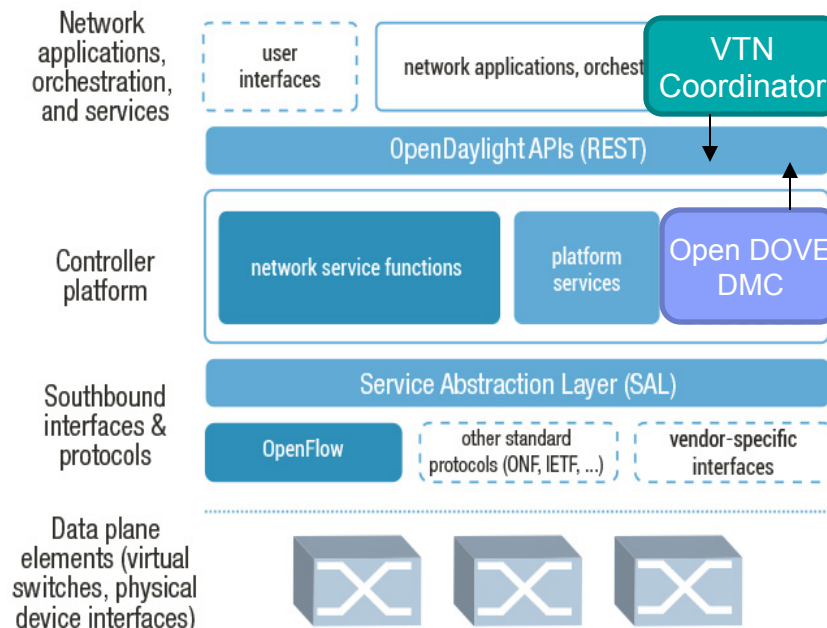 Network
applications,
orchestration,
and services
user
interfaces
network applications, orchest
VTN
Coordinator
OpenDaylight APIs (REST)
Controller
platform
network service functions
platform
services
Open DOVE
DMC
Southbound
interfaces &
protocols
Service Abstraction Layer (SAL)
OpenFlow
other standard
protocols (ONF, IETF, ...)
vendor-specific
interfaces
Data plane
elements (virtual
switches, physical
device interfaces)